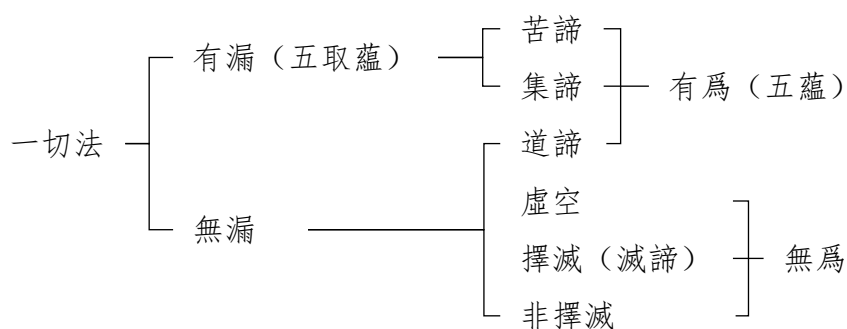 苦諦
有漏（五取蘊）
集諦
有爲（五蘊）
一切法
道諦
虛空
無漏
擇滅（滅諦）
無爲
非擇滅